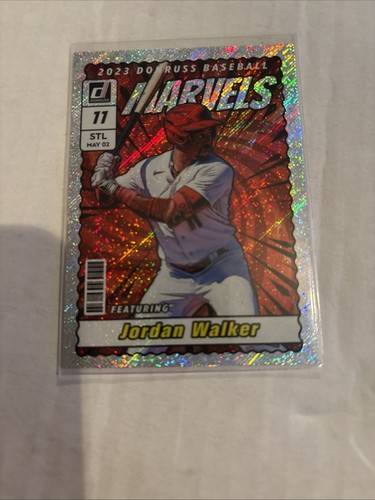 2023 DONRUSS BASEBALL
MARVELS
D
11
STL
MAY 02
FEATURING
Jordan Walker